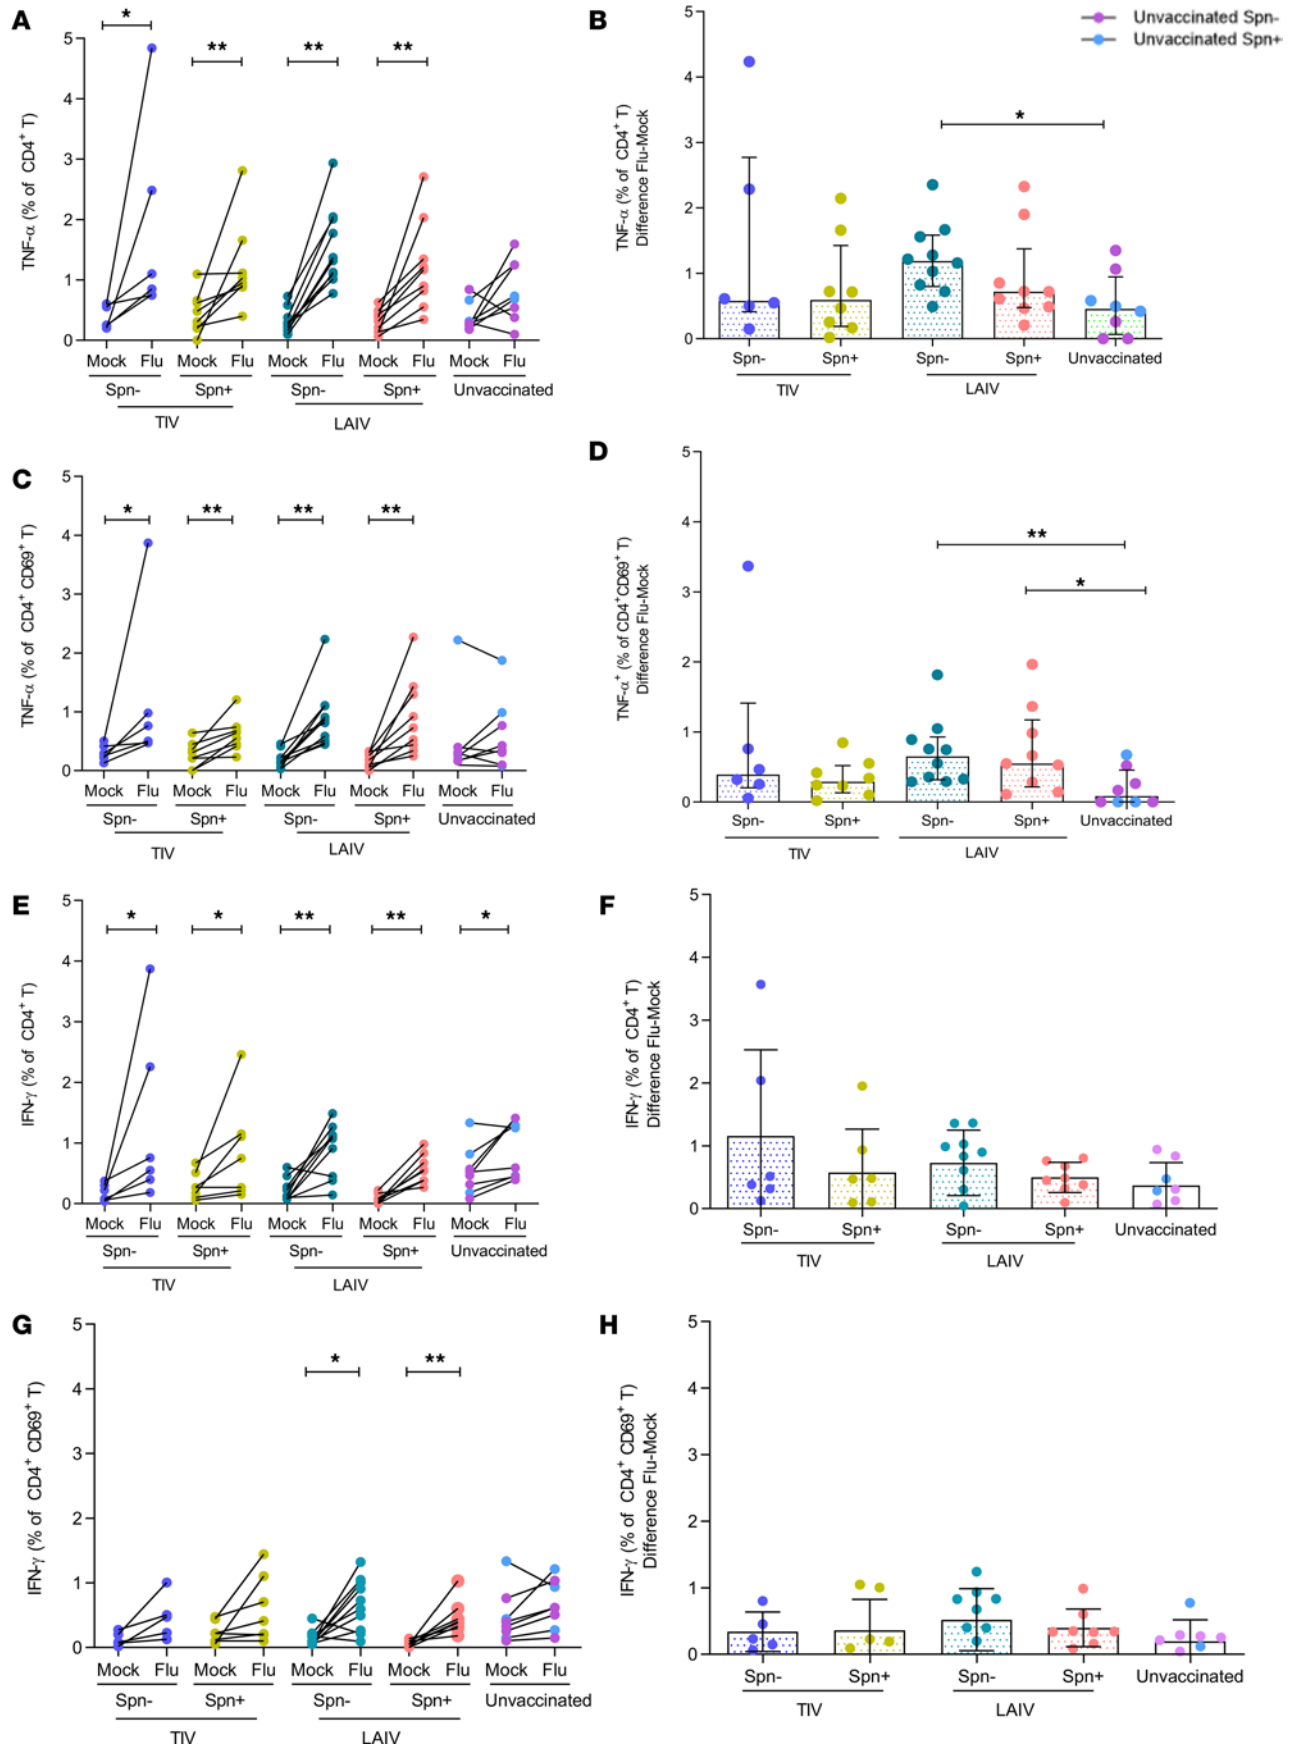 A
*
**
**
**
TNF-α (% of CD4+ T)
5
4
3
2
1
0
Mock Flu Mock Flu Mock Flu Mock Flu Mock Flu
Spn- Spn+ Spn- Spn+ Unvaccinated
TIV LAIV
B
Unvaccinated Spn-
Unvaccinated Spn+
*
TNF-α (% of CD4+ T)
Difference Flu-Mock
5
4
3
2
1
0
Spn- Spn+ Spn- Spn+ Unvaccinated
TIV LAIV
C
*
**
**
**
TNF-α (% of CD4+ CD69+ T)
5
4
3
2
1
0
Mock Flu Mock Flu Mock Flu Mock Flu Mock Flu
Spn- Spn+ Spn- Spn+ Unvaccinated
TIV LAIV
D
**
*
TNF-α+ (% of CD4+CD69+ T)
Difference Flu-Mock
5
4
3
2
1
0
Spn- Spn+ Spn- Spn+ Unvaccinated
TIV LAIV
E
*
*
**
**
*
IFN-γ (% of CD4+ T)
5
4
3
2
1
0
Mock Flu Mock Flu Mock Flu Mock Flu Mock Flu
Spn- Spn+ Spn- Spn+ Unvaccinated
TIV LAIV
F
IFN-γ (% of CD4+ T)
Difference Flu-Mock
5
4
3
2
1
0
Spn- Spn+ Spn- Spn+ Unvaccinated
TIV LAIV
G
*
**
IFN-γ (% of CD4+ CD69+ T)
5
4
3
2
1
0
Mock Flu Mock Flu Mock Flu Mock Flu Mock Flu
Spn- Spn+ Spn- Spn+ Unvaccinated
TIV LAIV
H
IFN-γ (% of CD4+ CD69+ T)
Difference Flu-Mock
5
4
3
2
1
0
Spn- Spn+ Spn- Spn+ Unvaccinated
TIV LAIV